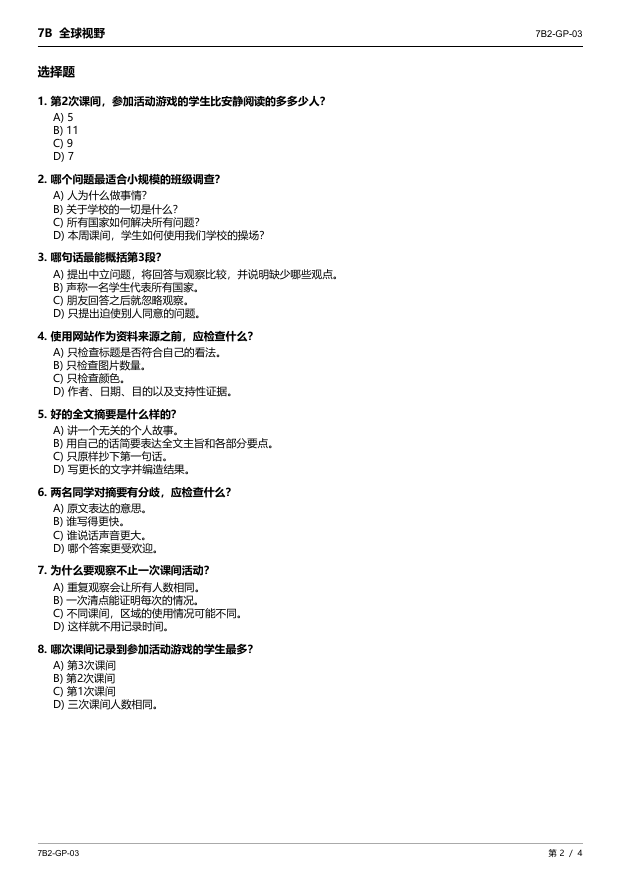 7B 全球视野
7B2-GP-03
选择题
1. 第2次课间，参加活动游戏的学生比安静阅读的多多少人？
A) 5
B) 11
C) 9
D) 7
2. 哪个问题最适合小规模的班级调查？
A) 人为什么做事情？
B) 关于学校的一切是什么？
C) 所有国家如何解决所有问题？
D) 本周课间，学生如何使用我们学校的操场？
3. 哪句话最能概括第3段？
A) 提出中立问题，将回答与观察比较，并说明缺少哪些观点。
B) 声称一名学生代表所有国家。
C) 朋友回答之后就忽略观察。
D) 只提出迫使别人同意的问题。
4. 使用网站作为资料来源之前，应检查什么？
A) 只检查标题是否符合自己的看法。
B) 只检查图片数量。
C) 只检查颜色。
D) 作者、日期、目的以及支持性证据。
5. 好的全文摘要是什么样的？
A) 讲一个无关的个人故事。
B) 用自己的话简要表达全文主旨和各部分要点。
C) 只原样抄下第一句话。
D) 写更长的文字并编造结果。
6. 两名同学对摘要有分歧，应检查什么？
A) 原文表达的意思。
B) 谁写得更快。
C) 谁说话声音更大。
D) 哪个答案更受欢迎。
7. 为什么要观察不止一次课间活动？
A) 重复观察会让所有人数相同。
B) 一次清点能证明每次的情况。
C) 不同课间，区域的使用情况可能不同。
D) 这样就不用记录时间。
8. 哪次课间记录到参加活动游戏的学生最多？
A) 第3次课间
B) 第2次课间
C) 第1次课间
D) 三次课间人数相同。
7B2-GP-03
第 2 / 4